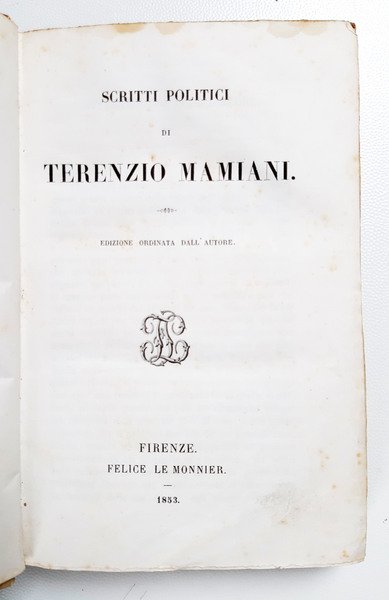 SCRITTI POLITICI
DI
TERENZIO MAMIANI.
EDIZIONE ORDINATA DALL'AUTORE.
FIRENZE.
FELICE LE MONNIER.
—
1853.